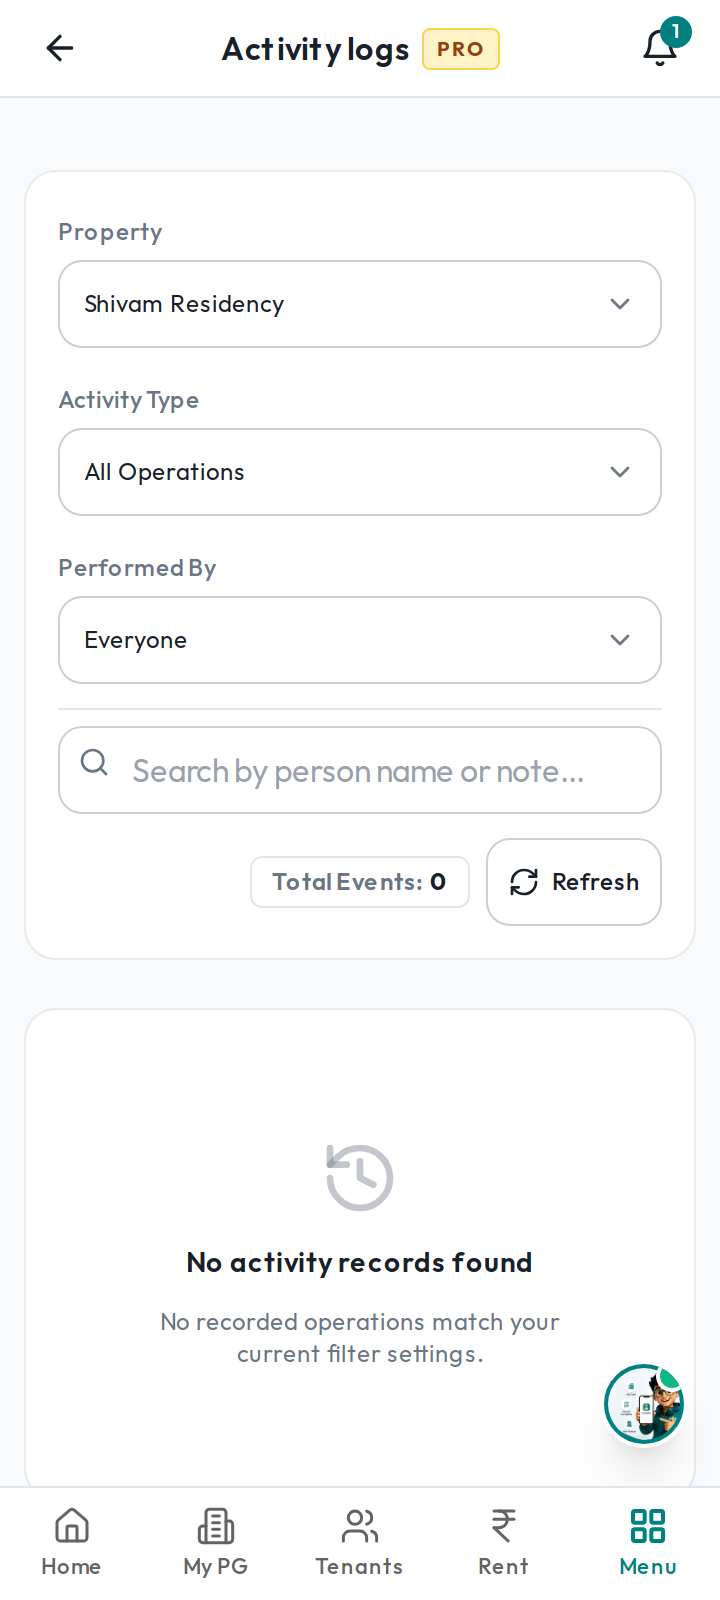 Activity logs PRO
1
Property
Shivam Residency
Activity Type
All Operations
Performed By
Everyone
Search by person name or note...
Total Events: 0
Refresh
No activity records found
No recorded operations match your
current filter settings.
Home
My PG
Tenants
Rent
Menu